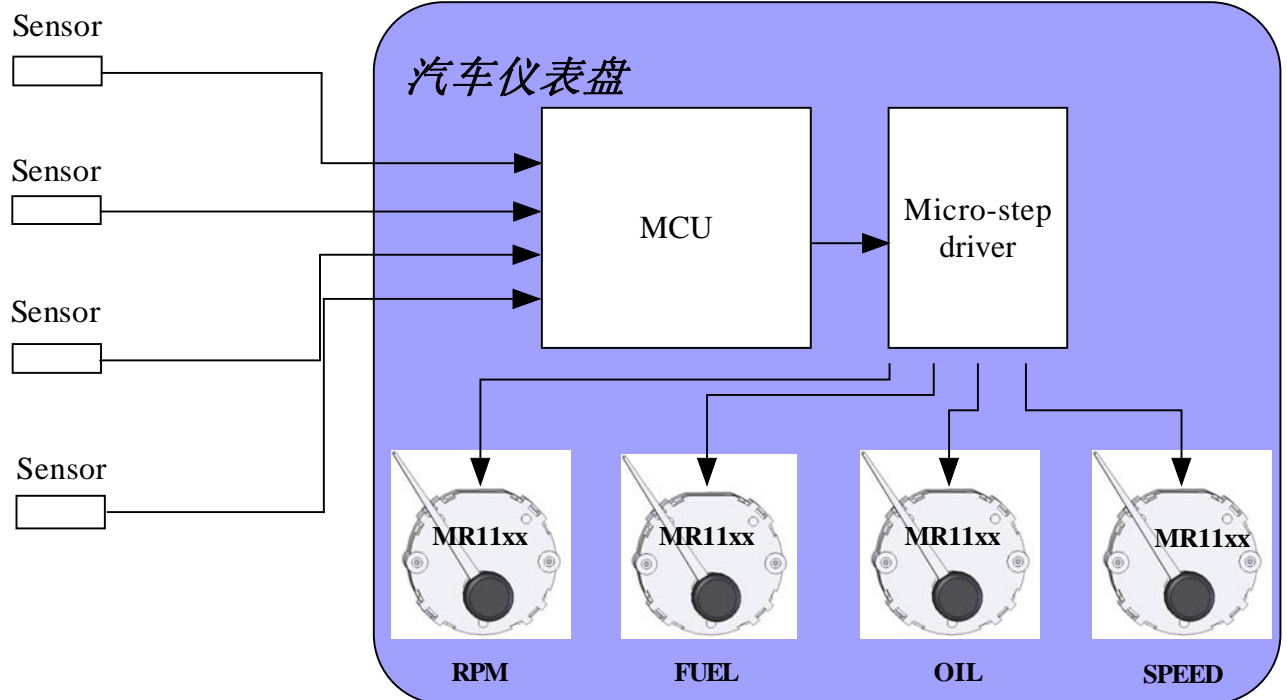 Sensor
汽车仪表盘
Sensor
MCU
Micro-step
driver
Sensor
Sensor
MR11xx
MR11xx
MR11xx
MR11xx
RPM
FUEL
OIL
SPEED